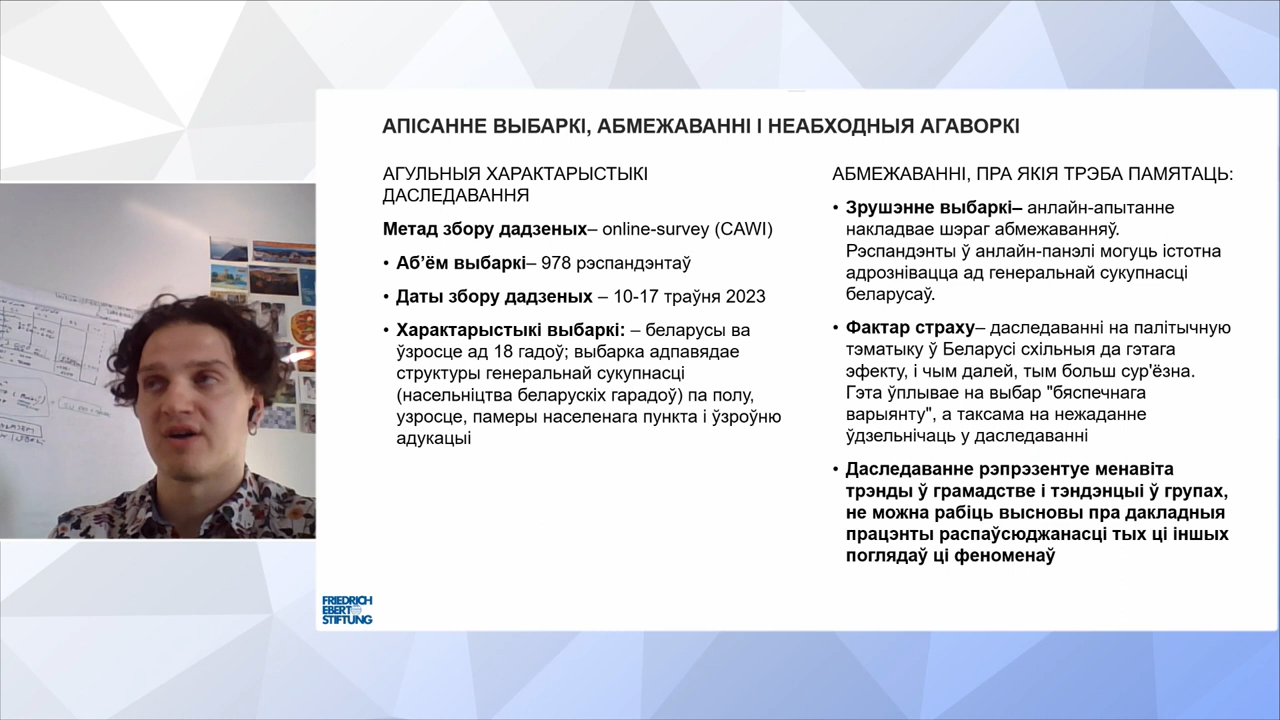 АПІСАННЕ ВЫБАРКІ, АБМЕЖАВАННІ І НЕАБХОДНЫЯ АГАВОРКІ
АГУЛЬНЫЯ ХАРАКТАРЫСТЫКІ
ДАСЛЕДАВАННЯ
Метад збору дадзеных– online-survey (CAWI)
• Аб’ём выбаркі– 978 рэспандэнтаў
• Даты збору дадзеных – 10-17 траўня 2023
• Характарыстыкі выбаркі: – беларусы ва
ўзросце ад 18 гадоў; выбарка адпавядае
структуры генеральнай сукупнасці
(насельніцтва беларускіх гарадоў) па полу,
узросце, памеры населенага пункта і ўзроўню
адукацыі
АБМЕЖАВАННІ, ПРА ЯКІЯ ТРЭБА ПАМЯТАЦЬ:
• Зрушэнне выбаркі– анлайн-апытанне
накладвае шэраг абмежаванняў.
Рэспандэнты ў анлайн-панэлі могуць істотна
адрознівацца ад генеральнай сукупнасці
беларусаў.
• Фактар страху– даследаванні на палітычную
тэматыку ў Беларусі схільныя да гэтага
эфекту, і чым далей, тым больш сур'ёзна.
Гэта ўплывае на выбар "бяспечнага
варыянту", а таксама на нежаданне
ўдзельнічаць у даследаванні
• Даследаванне рэпрэзентуе менавіта
трэнды ў грамадстве і тэндэнцыі ў групах,
не можна рабіць высновы пра дакладныя
працэнты распаўсюджанасці тых ці іншых
поглядаў ці феноменаў
FRIEDRICH
EBERT
STIFTUNG